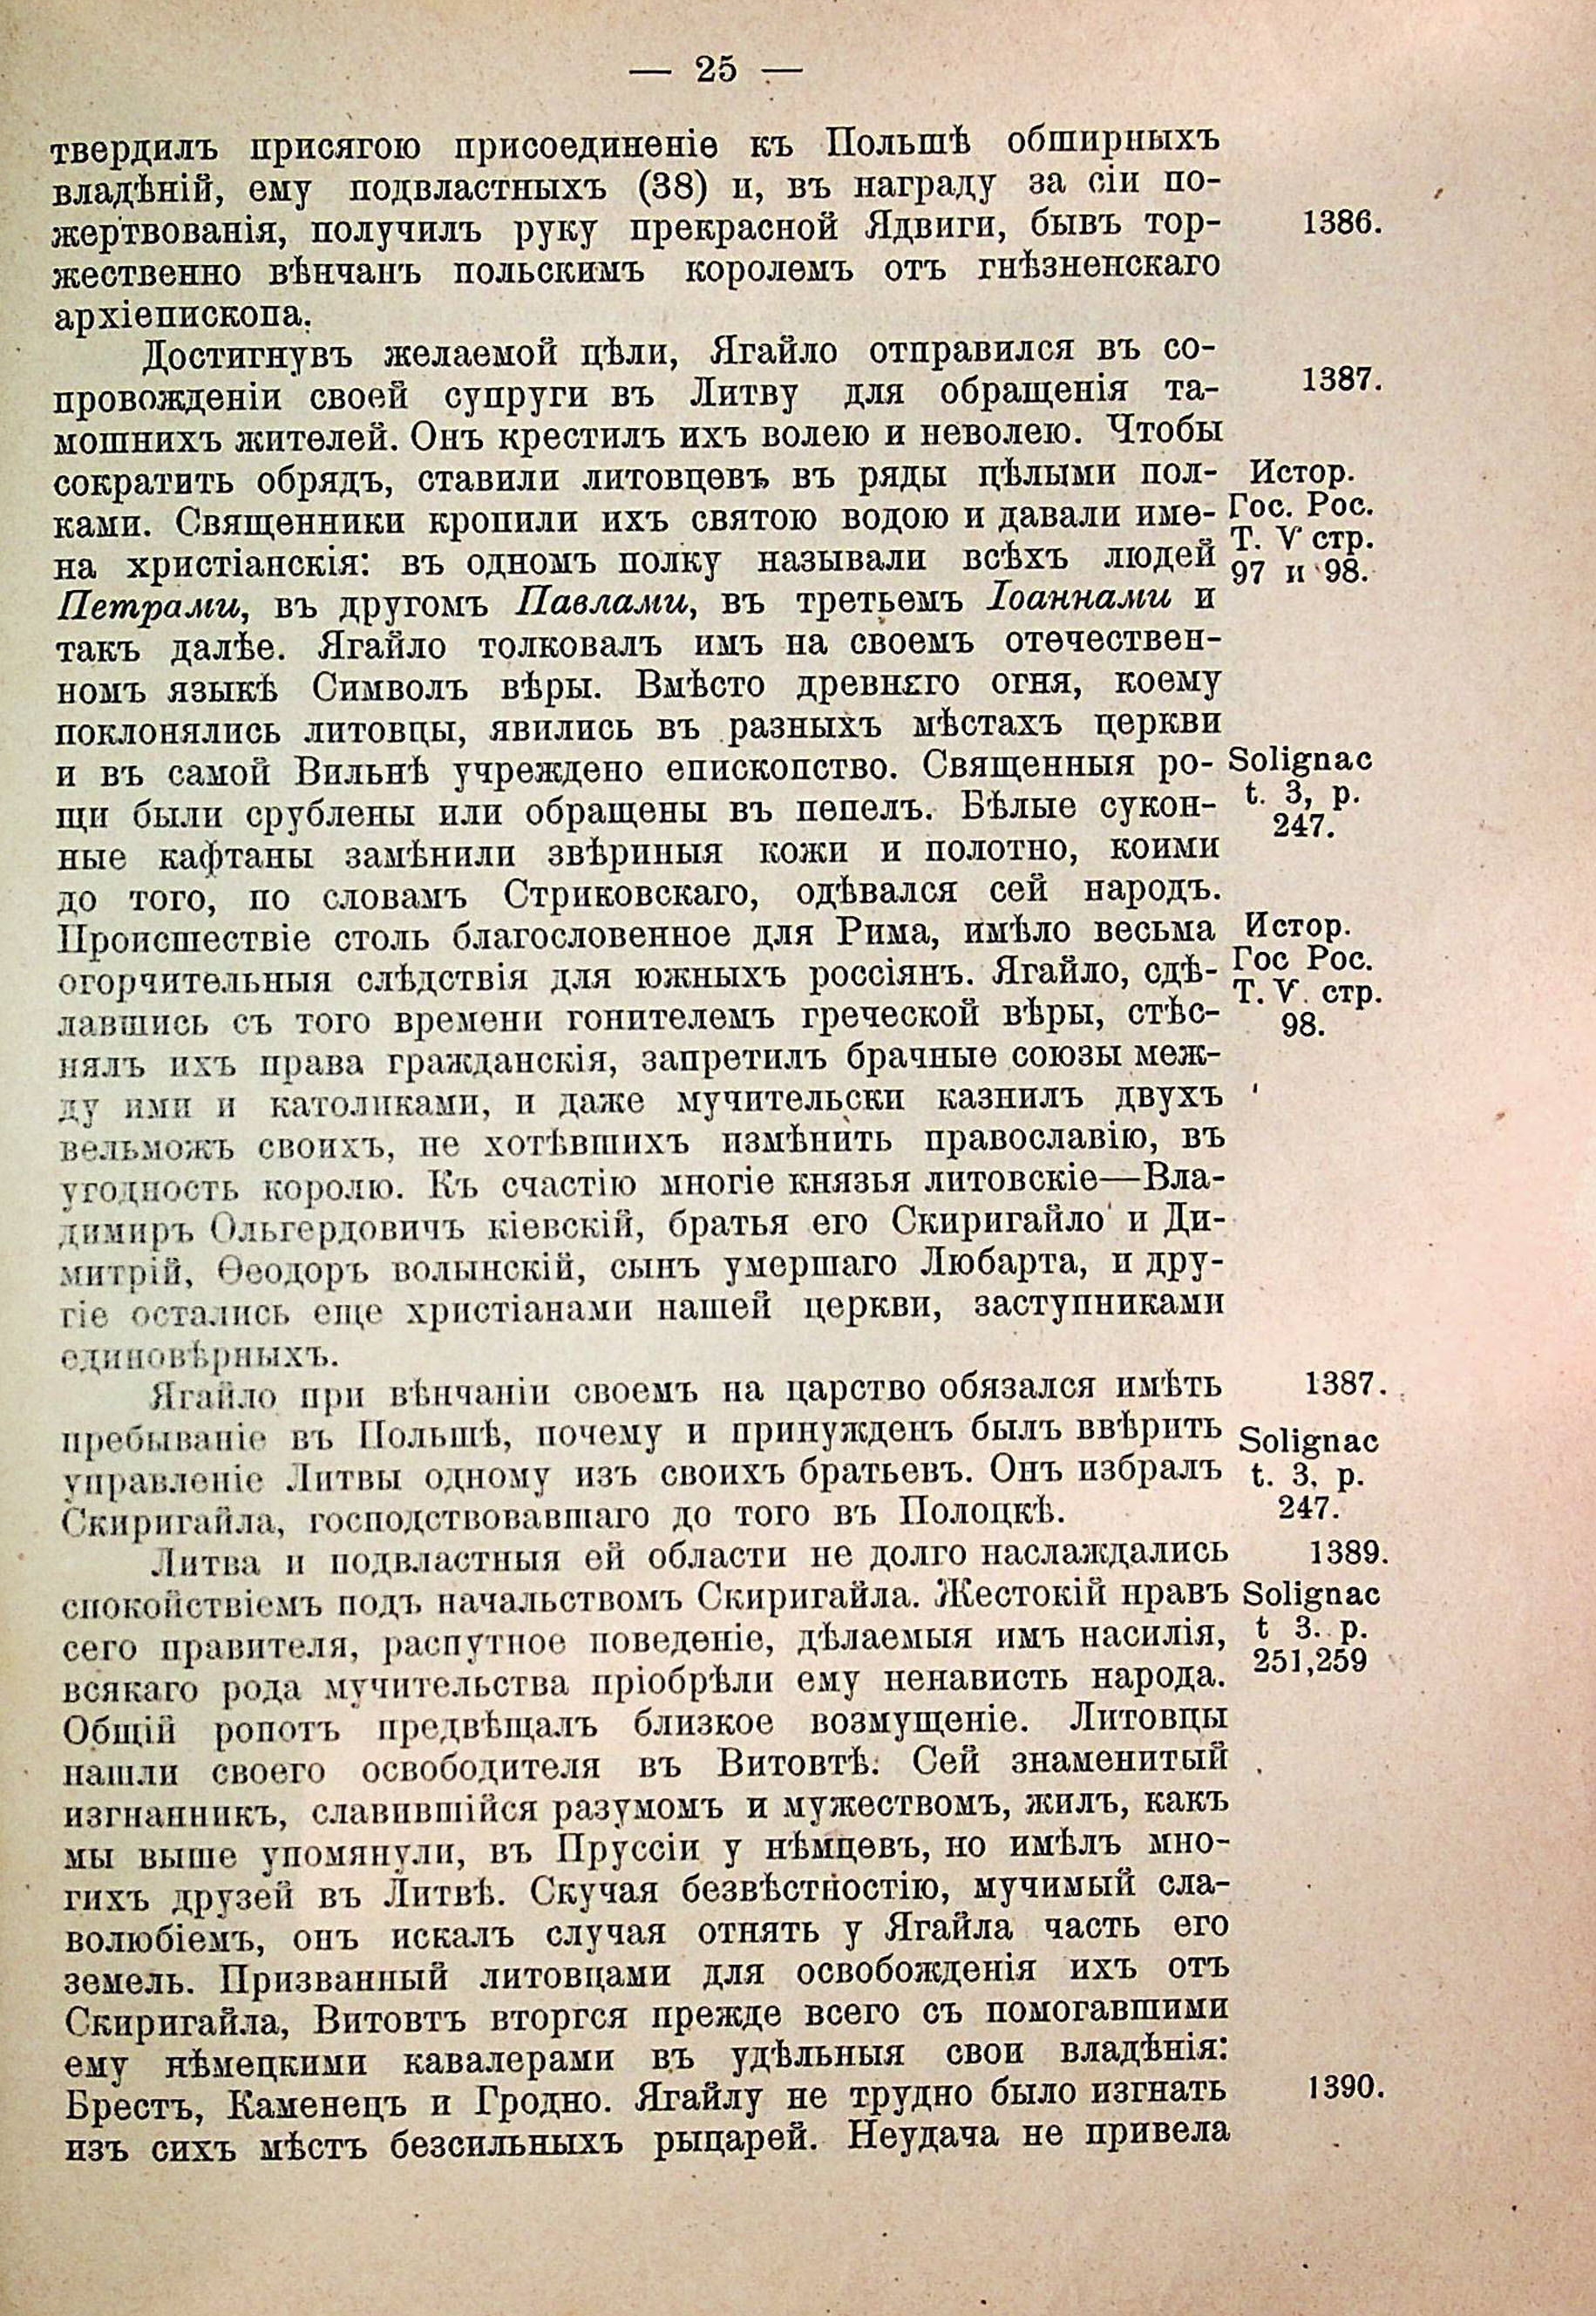 — 25 —
твердилъ присягою присоединеніе къ Польшѣ обширныхъ
владѣній, ему подвластныхъ (38) и, въ награду за сіи по-
жертвованія, получилъ руку прекрасной Ядвиги, бывъ тор-
1386.
жественно вѣнчанъ польскимъ королемъ отъ гнѣзненскаго
архіепископа.
Достигнувъ желаемой цѣли, Ягайло отправился въ со-
провожденіи своей супруги въ Литву для обращенія та-
1387.
мошнихъ жителей. Онъ крестилъ ихъ волею и неволею. Чтобы
сократить обрядъ, ставили литовцевъ въ ряды цѣлыми пол-
Истор.
ками. Священники кропили ихъ святою водою и давали име-
Гос. Рос.
на христіанскія: въ одномъ полку называли всѣхъ людей
Т. V стр.
97 и 98.
Петрами, въ другомъ Павлами, въ третьемъ Іоаннами и
такъ далѣе. Ягайло толковалъ имъ на своемъ отечествен-
номъ языкѣ Символъ вѣры. Вмѣсто древняго огня, коему
поклонялись литовцы, явились въ разныхъ мѣстахъ церкви
и въ самой Вильнѣ учреждено епископство. Священныя ро-
Solignac
щи были срублены или обращены въ пепелъ. Бѣлые сукон-
t. 3, p.
247.
ные кафтаны замѣнили звѣриныя кожи и полотно, коими
до того, по словамъ Стриковскаго, одѣвался сей народъ.
Происшествіе столь благословенное для Рима, имѣло весьма
Истор.
огорчительныя слѣдствія для южныхъ россіянъ. Ягайло, сдѣ-
Гос Рос.
Т. V. стр.
лавшись съ того времени гонителемъ греческой вѣры, стѣс-
98.
нялъ ихъ права гражданскія, запретилъ брачные союзы меж-
ду ими и католиками, и даже мучительски казнилъ двухъ
вельможъ своихъ, не хотѣвшихъ измѣнить православію, въ
угодность королю. Къ счастію многіе князья литовскіе—Вла-
димиръ Ольгердовичъ кіевскій, братья его Скиригайло и Ди-
митрій, Ѳеодоръ волынскій, сынъ умершаго Любарта, и дру-
гіе остались еще христіанами нашей церкви, заступниками
единовѣрныхъ.
Ягайло при вѣнчаніи своемъ на царство обязался имѣть
1387.
пребываніе въ Польшѣ, почему и принужденъ былъ ввѣрить
Solignac
управленіе Литвы одному изъ своихъ братьевъ. Онъ избралъ
t. 3, p.
Скиригайла, господствовавшаго до того въ Полоцкѣ.
247.
Литва и подвластныя ей области не долго наслаждались
1389.
спокойствіемъ подъ начальствомъ Скиригайла. Жестокій нравъ
Solignac
сего правителя, распутное поведеніе, дѣлаемыя имъ насилія,
t 3. p.
251,259
всякаго рода мучительства пріобрѣли ему ненависть народа.
Общій ропотъ предвѣщалъ близкое возмущеніе. Литовцы
нашли своего освободителя въ Витовтѣ. Сей знаменитый
изгнанникъ, славившійся разумомъ и мужествомъ, жилъ, какъ
мы выше упомянули, въ Пруссіи у нѣмцевъ, но имѣлъ мно-
гихъ друзей въ Литвѣ. Скучая безвѣстностію, мучимый сла-
волюбіемъ, онъ искалъ случая отнять у Ягайла часть его
земель. Призванный литовцами для освобожденія ихъ отъ
Скиригайла, Витовтъ вторгся прежде всего съ помогавшими
ему нѣмецкими кавалерами въ удѣльныя свои владѣнія:
Брестъ, Каменецъ и Гродно. Ягайлу не трудно было изгнать
1390.
изъ сихъ мѣстъ безсильныхъ рыцарей. Неудача не привела